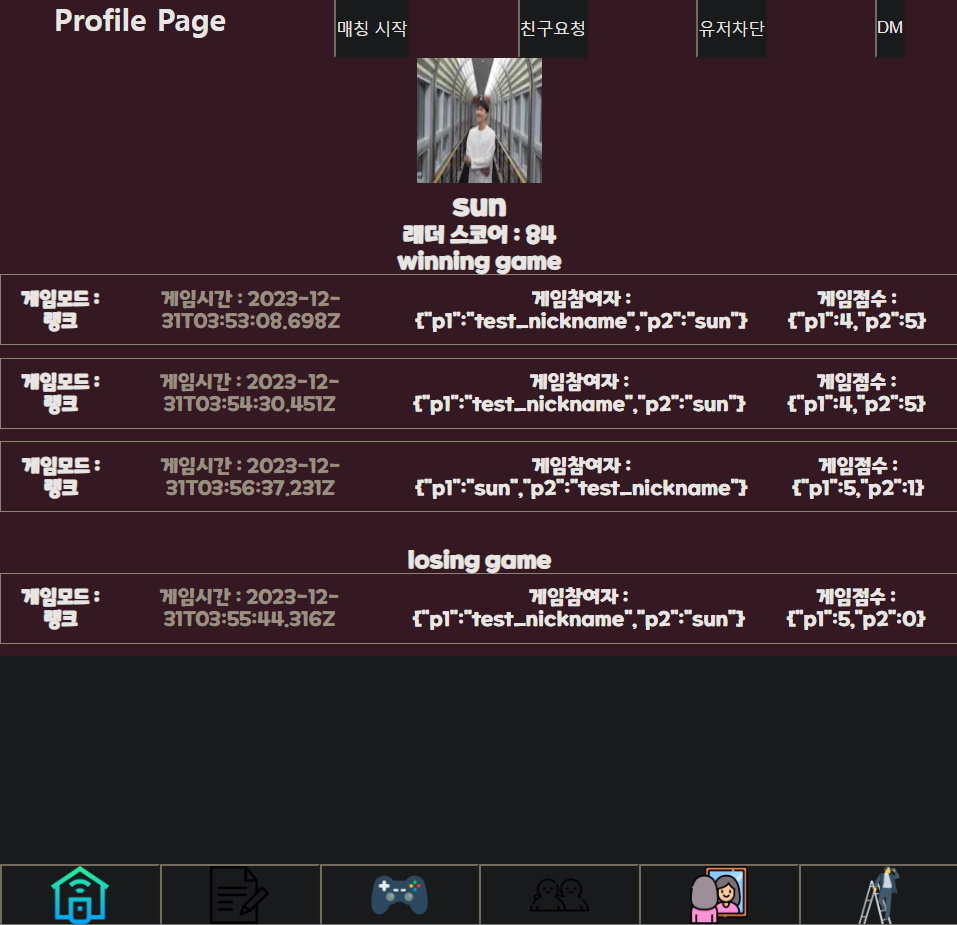 Profile Page
매칭 시작
친구요청
유저차단
DM
sun
래더 스코어 : 84
winning game
게임모드 :
랭크
게임시간 : 2023-12-
31T03:53:08.698Z
게임참여자 :
{"p1":"test_nickname","p2":"sun"}
게임점수 :
{"p1":4,"p2":5}
게임모드 :
랭크
게임시간 : 2023-12-
31T03:54:30.451Z
게임참여자 :
{"p1":"test_nickname","p2":"sun"}
게임점수 :
{"p1":4,"p2":5}
게임모드 :
랭크
게임시간 : 2023-12-
31T03:56:37.231Z
게임참여자 :
{"p1":"sun","p2":"test_nickname"}
게임점수 :
{"p1":5,"p2":1}
losing game
게임모드 :
랭크
게임시간 : 2023-12-
31T03:55:44.316Z
게임참여자 :
{"p1":"test_nickname","p2":"sun"}
게임점수 :
{"p1":5,"p2":0}